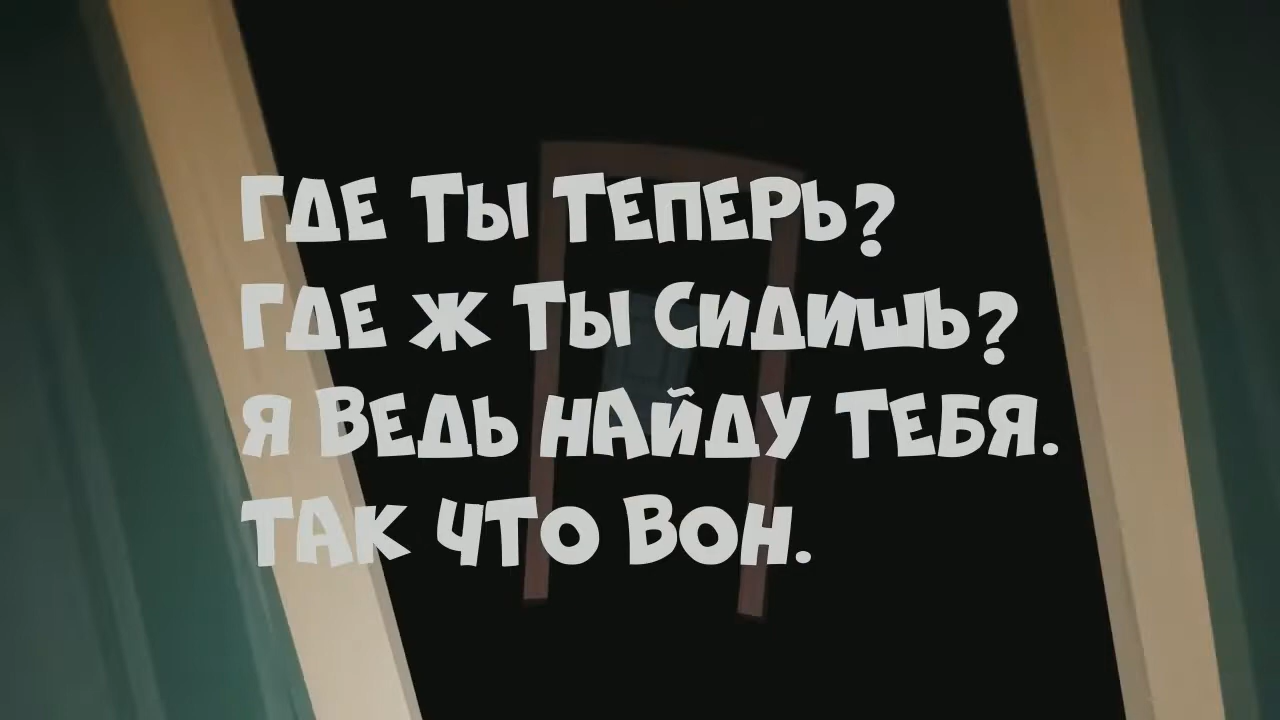 ГДЕ ТЫ ТЕПЕРЬ?
ГДЕ Ж ТЫ СИДИШЬ?
Я ВЕДЬ НАЙДУ ТЕБЯ.
ТАК ЧТО ВОН.